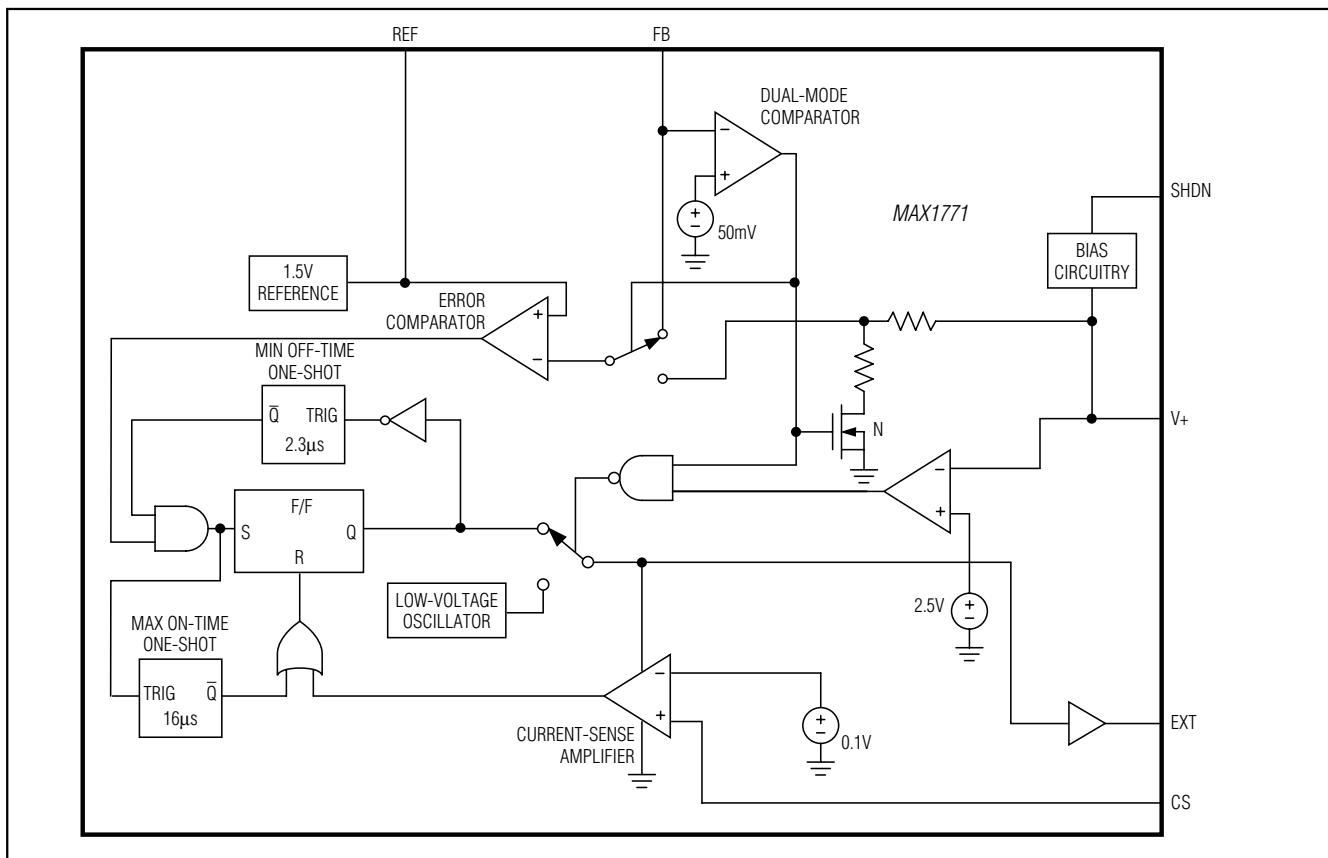 REF
FB
DUAL-MODE
COMPARATOR
−
+
+
−
50mV
MAX1771
SHDN
BIAS
CIRCUITRY
1.5V
REFERENCE
ERROR
COMPARATOR
+
−
MIN OFF-TIME
ONE-SHOT
Q̅
TRIG
2.3µs
N
V+
−
+
F/F
S
Q
R
LOW-VOLTAGE
OSCILLATOR
2.5V
+
−
MAX ON-TIME
ONE-SHOT
TRIG
Q̅
16µs
−
+
CURRENT-SENSE
AMPLIFIER
+
−
0.1V
EXT
CS